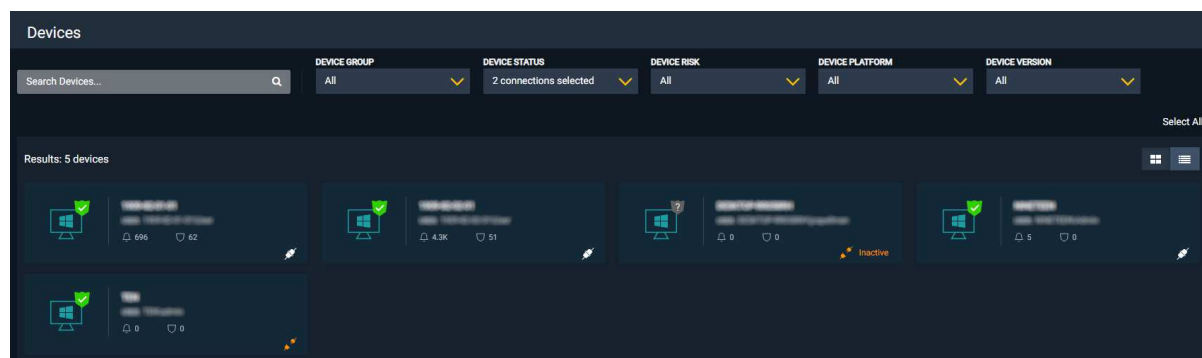 Devices
Search Devices...
DEVICE GROUP
All
DEVICE STATUS
2 connections selected
DEVICE RISK
All
DEVICE PLATFORM
All
DEVICE VERSION
All
Select All
Results: 5 devices
696 62
4.3K 51
0 0
Inactive
5 0
0 0